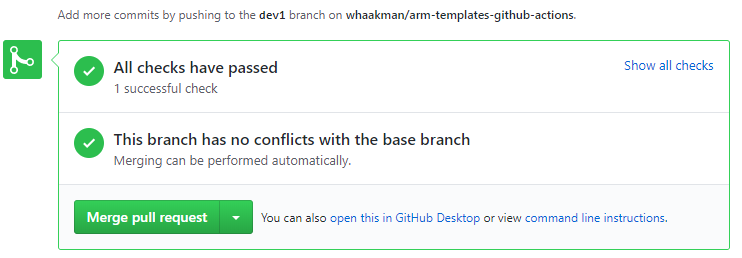 Add more commits by pushing to the dev1 branch on whaakman/arm-templates-github-actions.
All checks have passed
Show all checks
1 successful check
This branch has no conflicts with the base branch
Merging can be performed automatically.
Merge pull request
You can also open this in GitHub Desktop or view command line instructions.